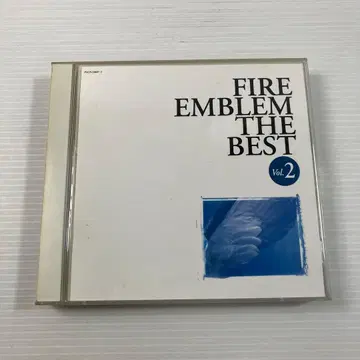 FIRE
EMBLEM
THE
BEST
Vol.2